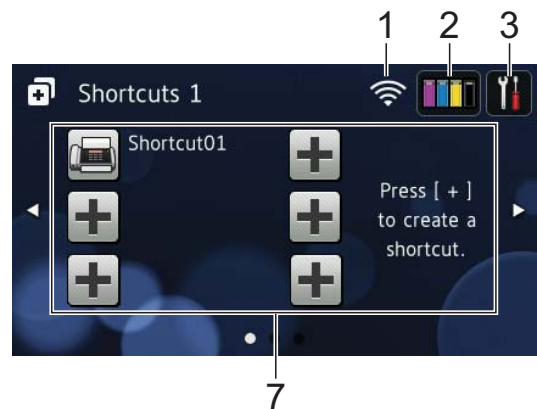 1 2 3
Shortcuts 1
Shortcut01
Press [ + ]
to create a
shortcut.
7